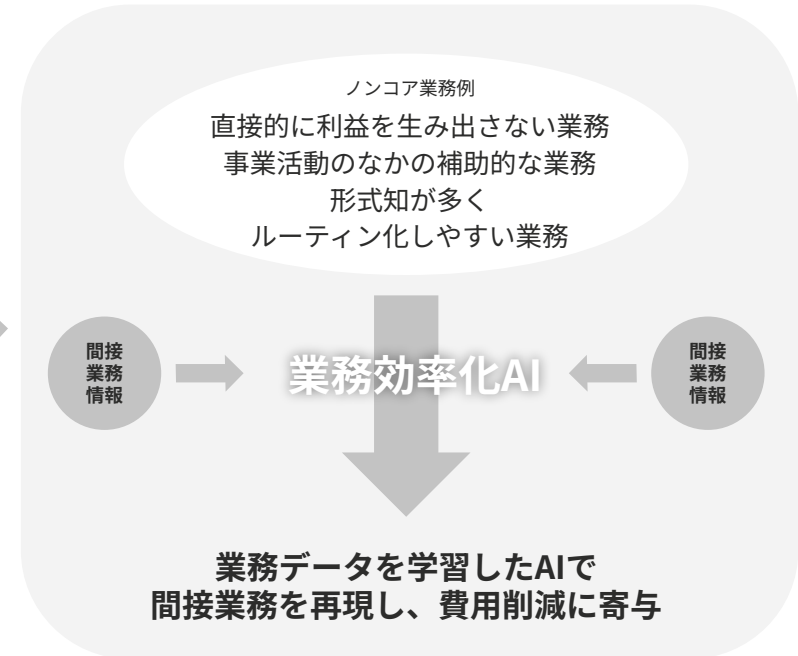 ノンコア業務例
直接的に利益を生み出さない業務
事業活動のなかの補助的な業務
形式知が多く
ルーティン化しやすい業務
間接
業務
情報
業務効率化AI
間接
業務
情報
業務データを学習したAIで
間接業務を再現し、費用削減に寄与